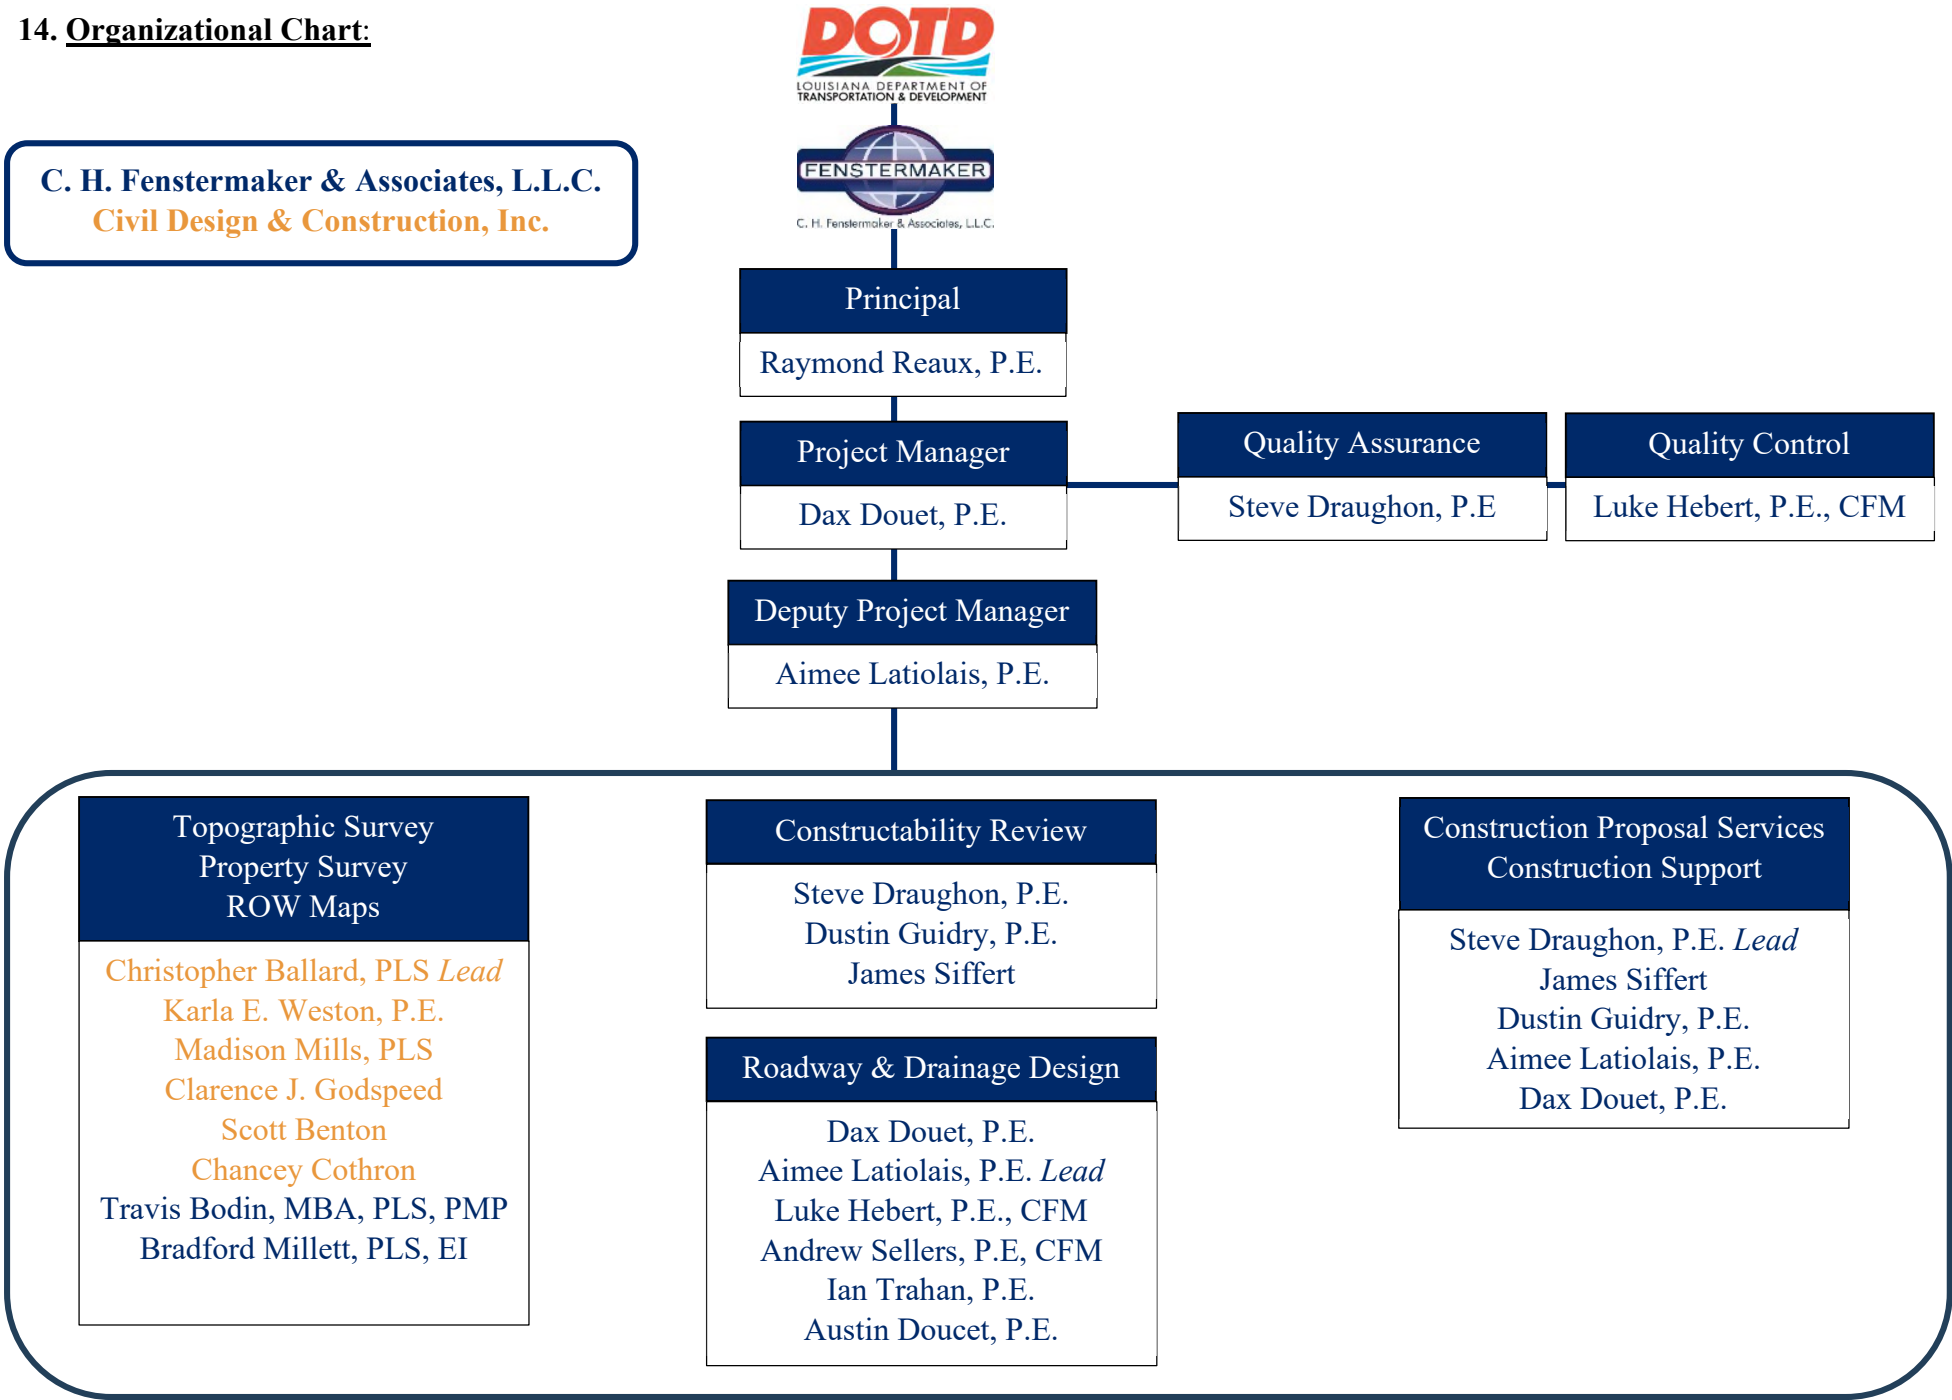 14. Organizational Chart:
DOTD
LOUISIANA DEPARTMENT OF
TRANSPORTATION & DEVELOPMENT
FENSTERMAKER
C. H. Fenstermaker & Associates, L.L.C.
C. H. Fenstermaker & Associates, L.L.C.
Civil Design & Construction, Inc.
Principal
Raymond Reaux, P.E.
Project Manager
Dax Douet, P.E.
Quality Assurance
Steve Draughon, P.E
Quality Control
Luke Hebert, P.E., CFM
Deputy Project Manager
Aimee Latiolais, P.E.
Topographic Survey
Property Survey
ROW Maps
Christopher Ballard, PLS Lead
Karla E. Weston, P.E.
Madison Mills, PLS
Clarence J. Godspeed
Scott Benton
Chancey Cothron
Travis Bodin, MBA, PLS, PMP
Bradford Millett, PLS, EI
Constructability Review
Steve Draughon, P.E.
Dustin Guidry, P.E.
James Siffert
Roadway & Drainage Design
Dax Douet, P.E.
Aimee Latiolais, P.E. Lead
Luke Hebert, P.E., CFM
Andrew Sellers, P.E, CFM
Ian Trahan, P.E.
Austin Doucet, P.E.
Construction Proposal Services
Construction Support
Steve Draughon, P.E. Lead
James Siffert
Dustin Guidry, P.E.
Aimee Latiolais, P.E.
Dax Douet, P.E.